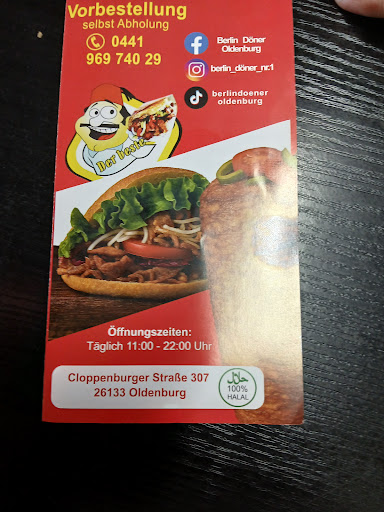 Vorbestellung
selbst Abholung
0441
969 740 29
Berlin Döner
Oldenburg
berlin_döner_nr.1
berlindoener
oldenburg
Der beste
Öffnungszeiten:
Täglich 11:00 - 22:00 Uhr
Cloppenburger Straße 307
26133 Oldenburg
حلال
100%
HALAL